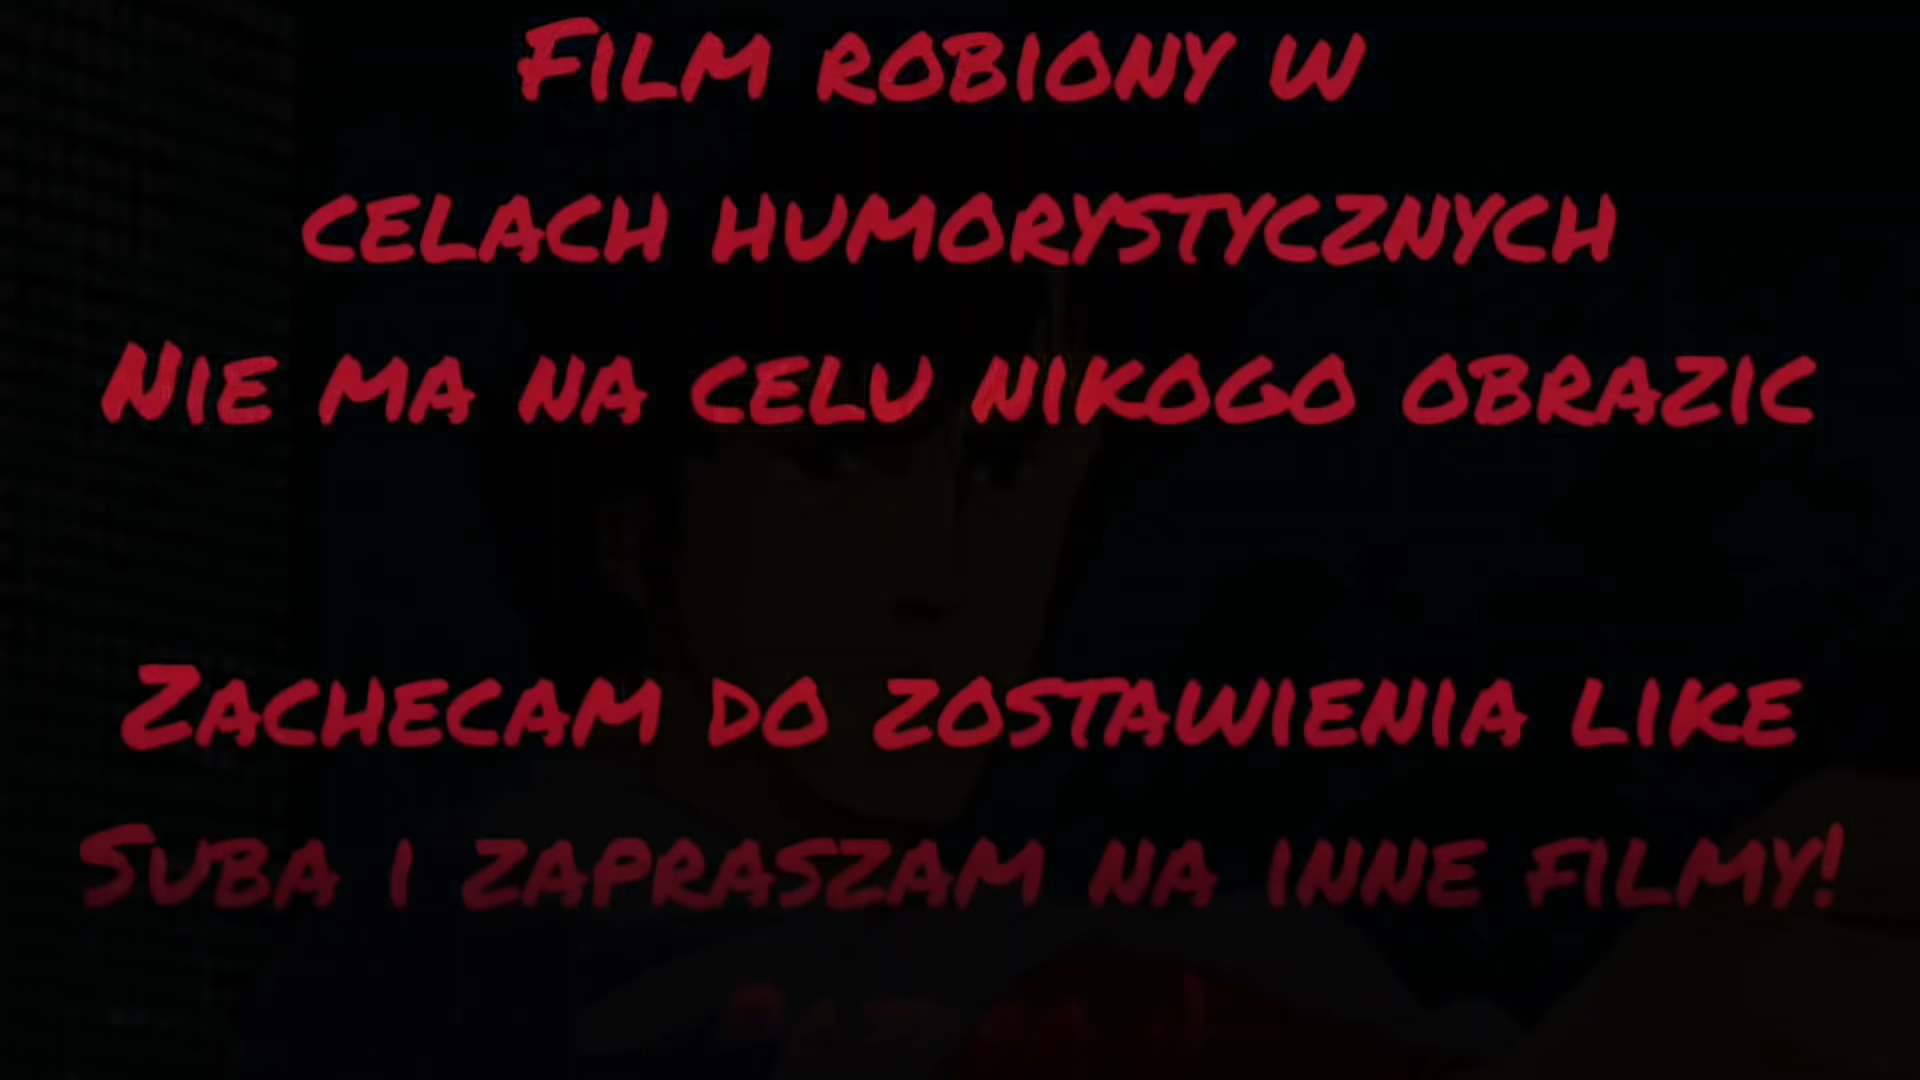 Film robiony w
celach humorystycznych
Nie ma na celu nikogo obrazic
Zachecam do zostawienia like
Suba i zapraszam na inne filmy!